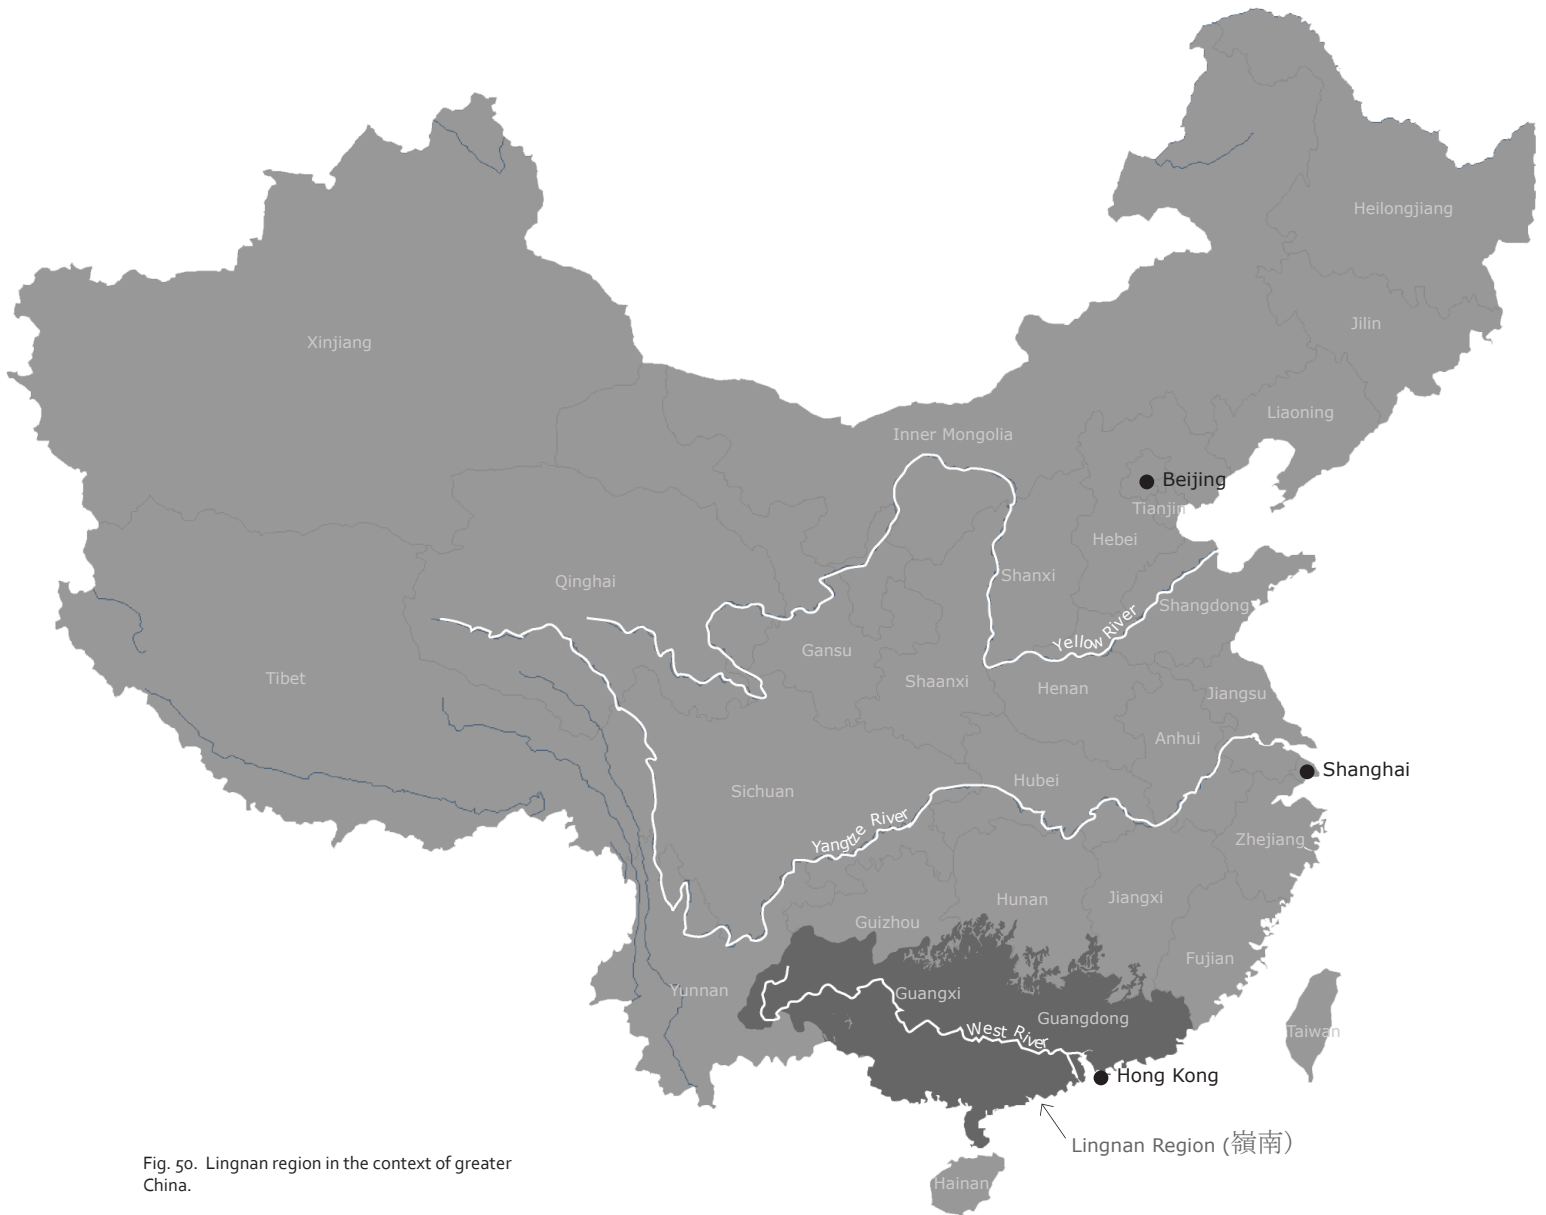 Heilongjiang
Jilin
Xinjiang
Liaoning
Inner Mongolia
Beijing
Tianjin
Hebei
Shanxi
Qinghai
Shangdong
Yellow River
Gansu
Tibet
Shaanxi
Henan
Jiangsu
Anhui
Shanghai
Hubei
Sichuan
Yangtze River
Zhejiang
Hunan
Jiangxi
Guizhou
Fujian
Yunnan
Guangxi
Guangdong
West River
Taiwan
Hong Kong
Lingnan Region (嶺南)
Hainan
Fig. 50. Lingnan region in the context of greater
China.